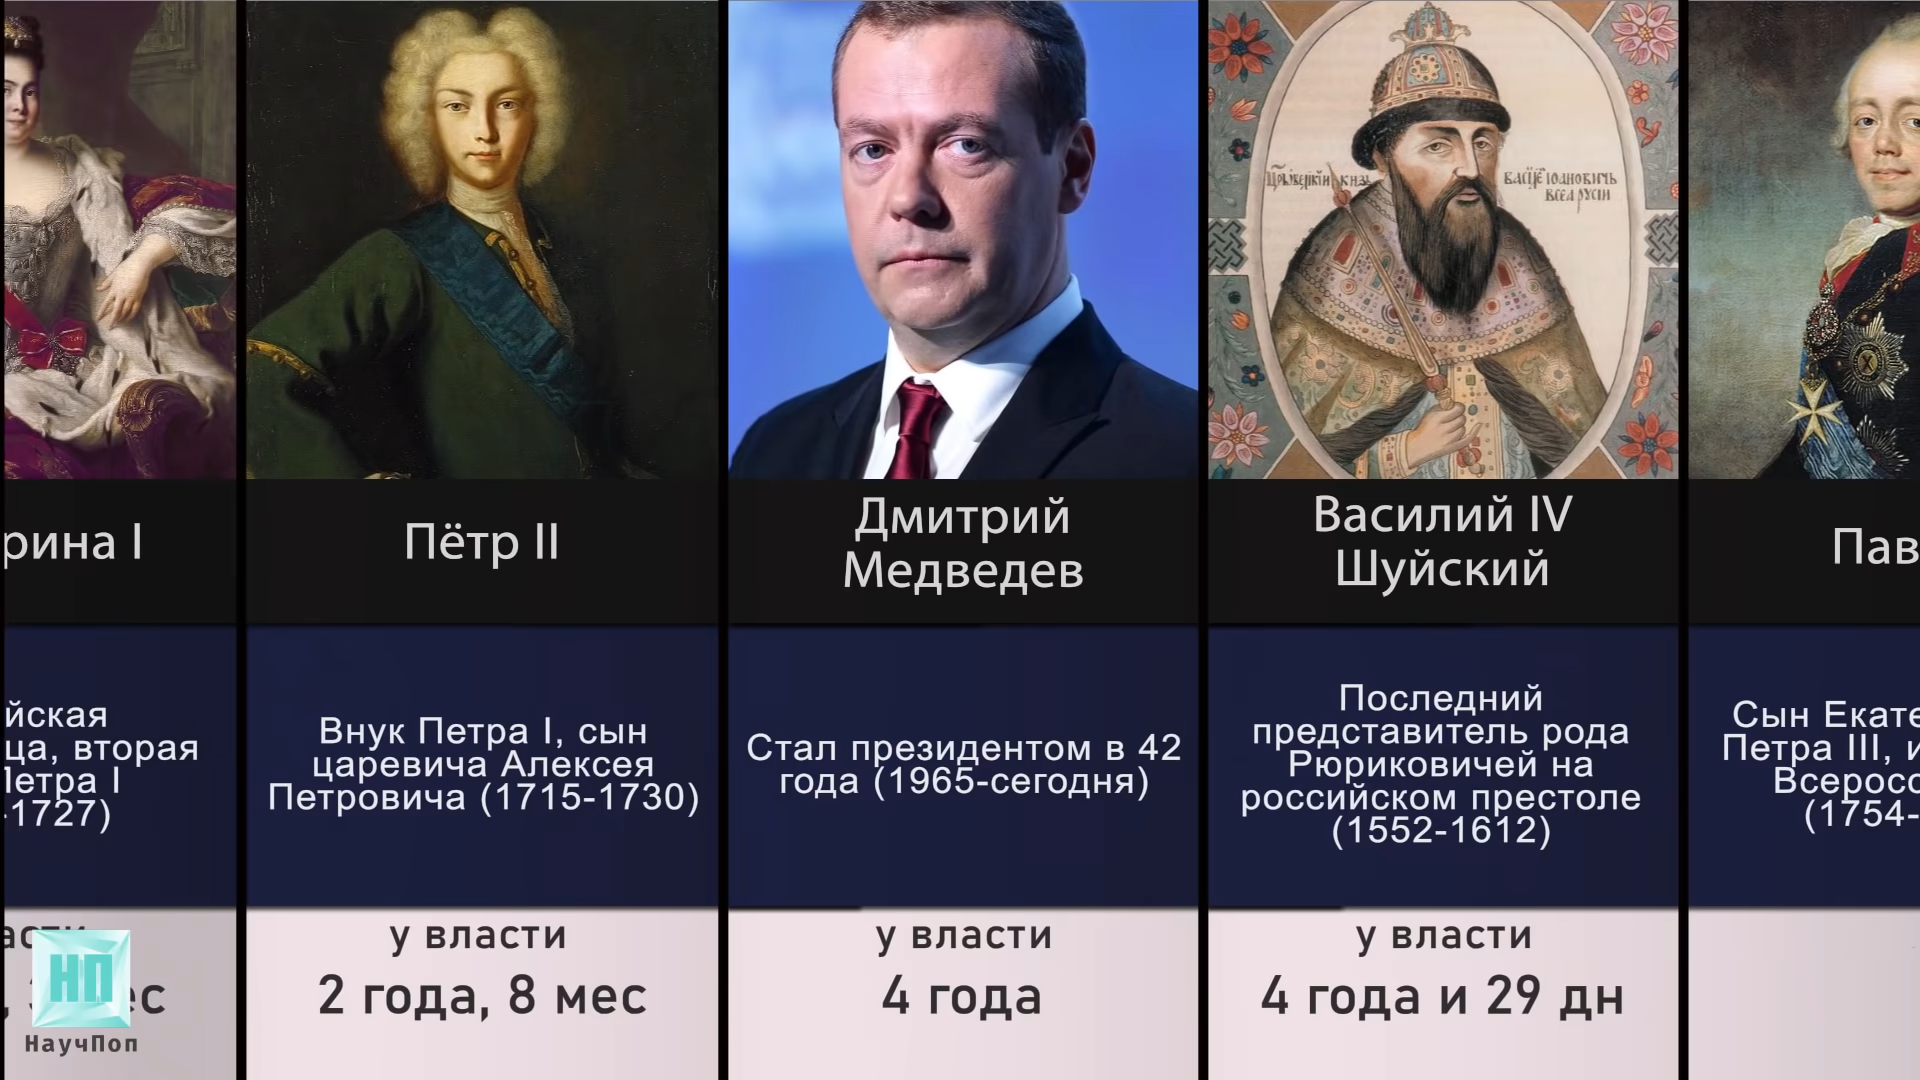 рина I
йская
ца, вторая
Петра I
-1727)
НП
НаучПоп
Пётр II
Внук Петра I, сын
царевича Алексея
Петровича (1715-1730)
у власти
2 года, 8 мес
Дмитрий
Медведев
Стал президентом в 42
года (1965-сегодня)
у власти
4 года
Василий IV
Шуйский
Последний
представитель рода
Рюриковичей на
российском престоле
(1552-1612)
у власти
4 года и 29 дн
Пав
Сын Екате
Петра III, и
Всеросс
(1754-